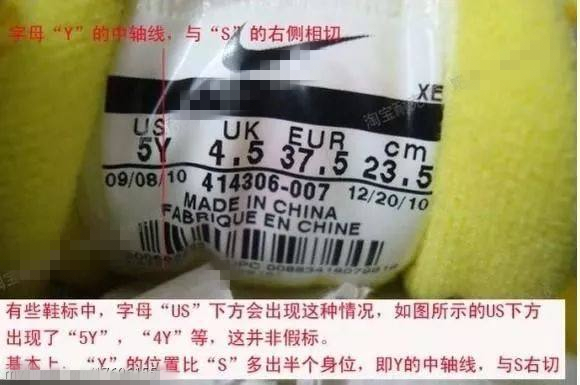 字母“Y”的中轴线，与“S”的右侧相切
XE
US UK EUR cm
5Y 4.5 37.5 23.5
09/08/10 414306-007 12/20/10
MADE IN CHINA
FABRIQUE EN CHINE
有些鞋标中，字母“US”下方会出现这种情况，如图所示的US下方
出现了“5Y”，“4Y”等，这并非假标。
基本上，“Y”的位置比“S”多出半个身位，即Y的中轴线，与S右切